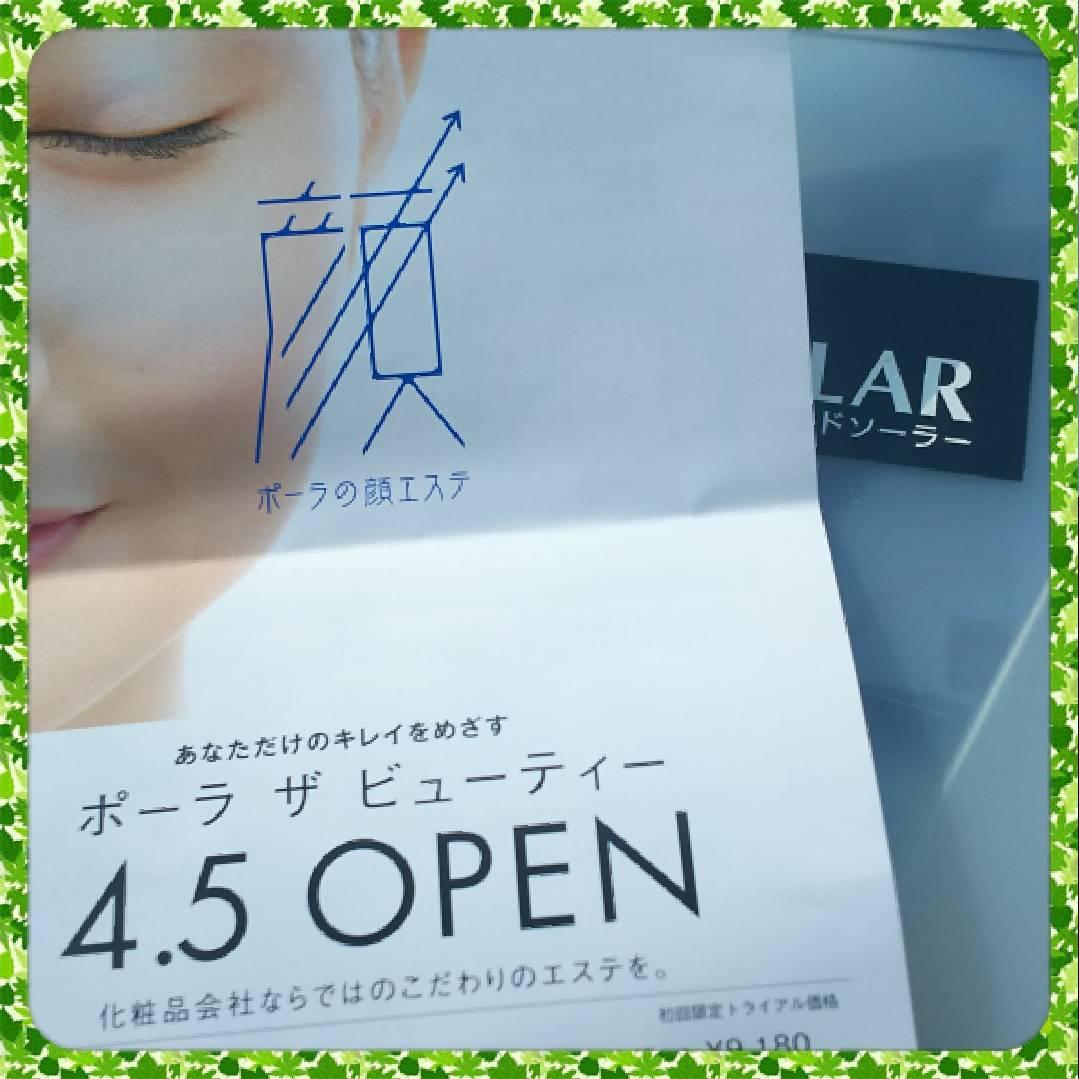 顔
ポーラの顔エステ
LAR
ドソーラー
あなただけのキレイをめざす
ポーラ ザ ビューティー
4.5 OPEN
化粧品会社ならではのこだわりのエステを。
初回限定トライアル価格
¥9,180